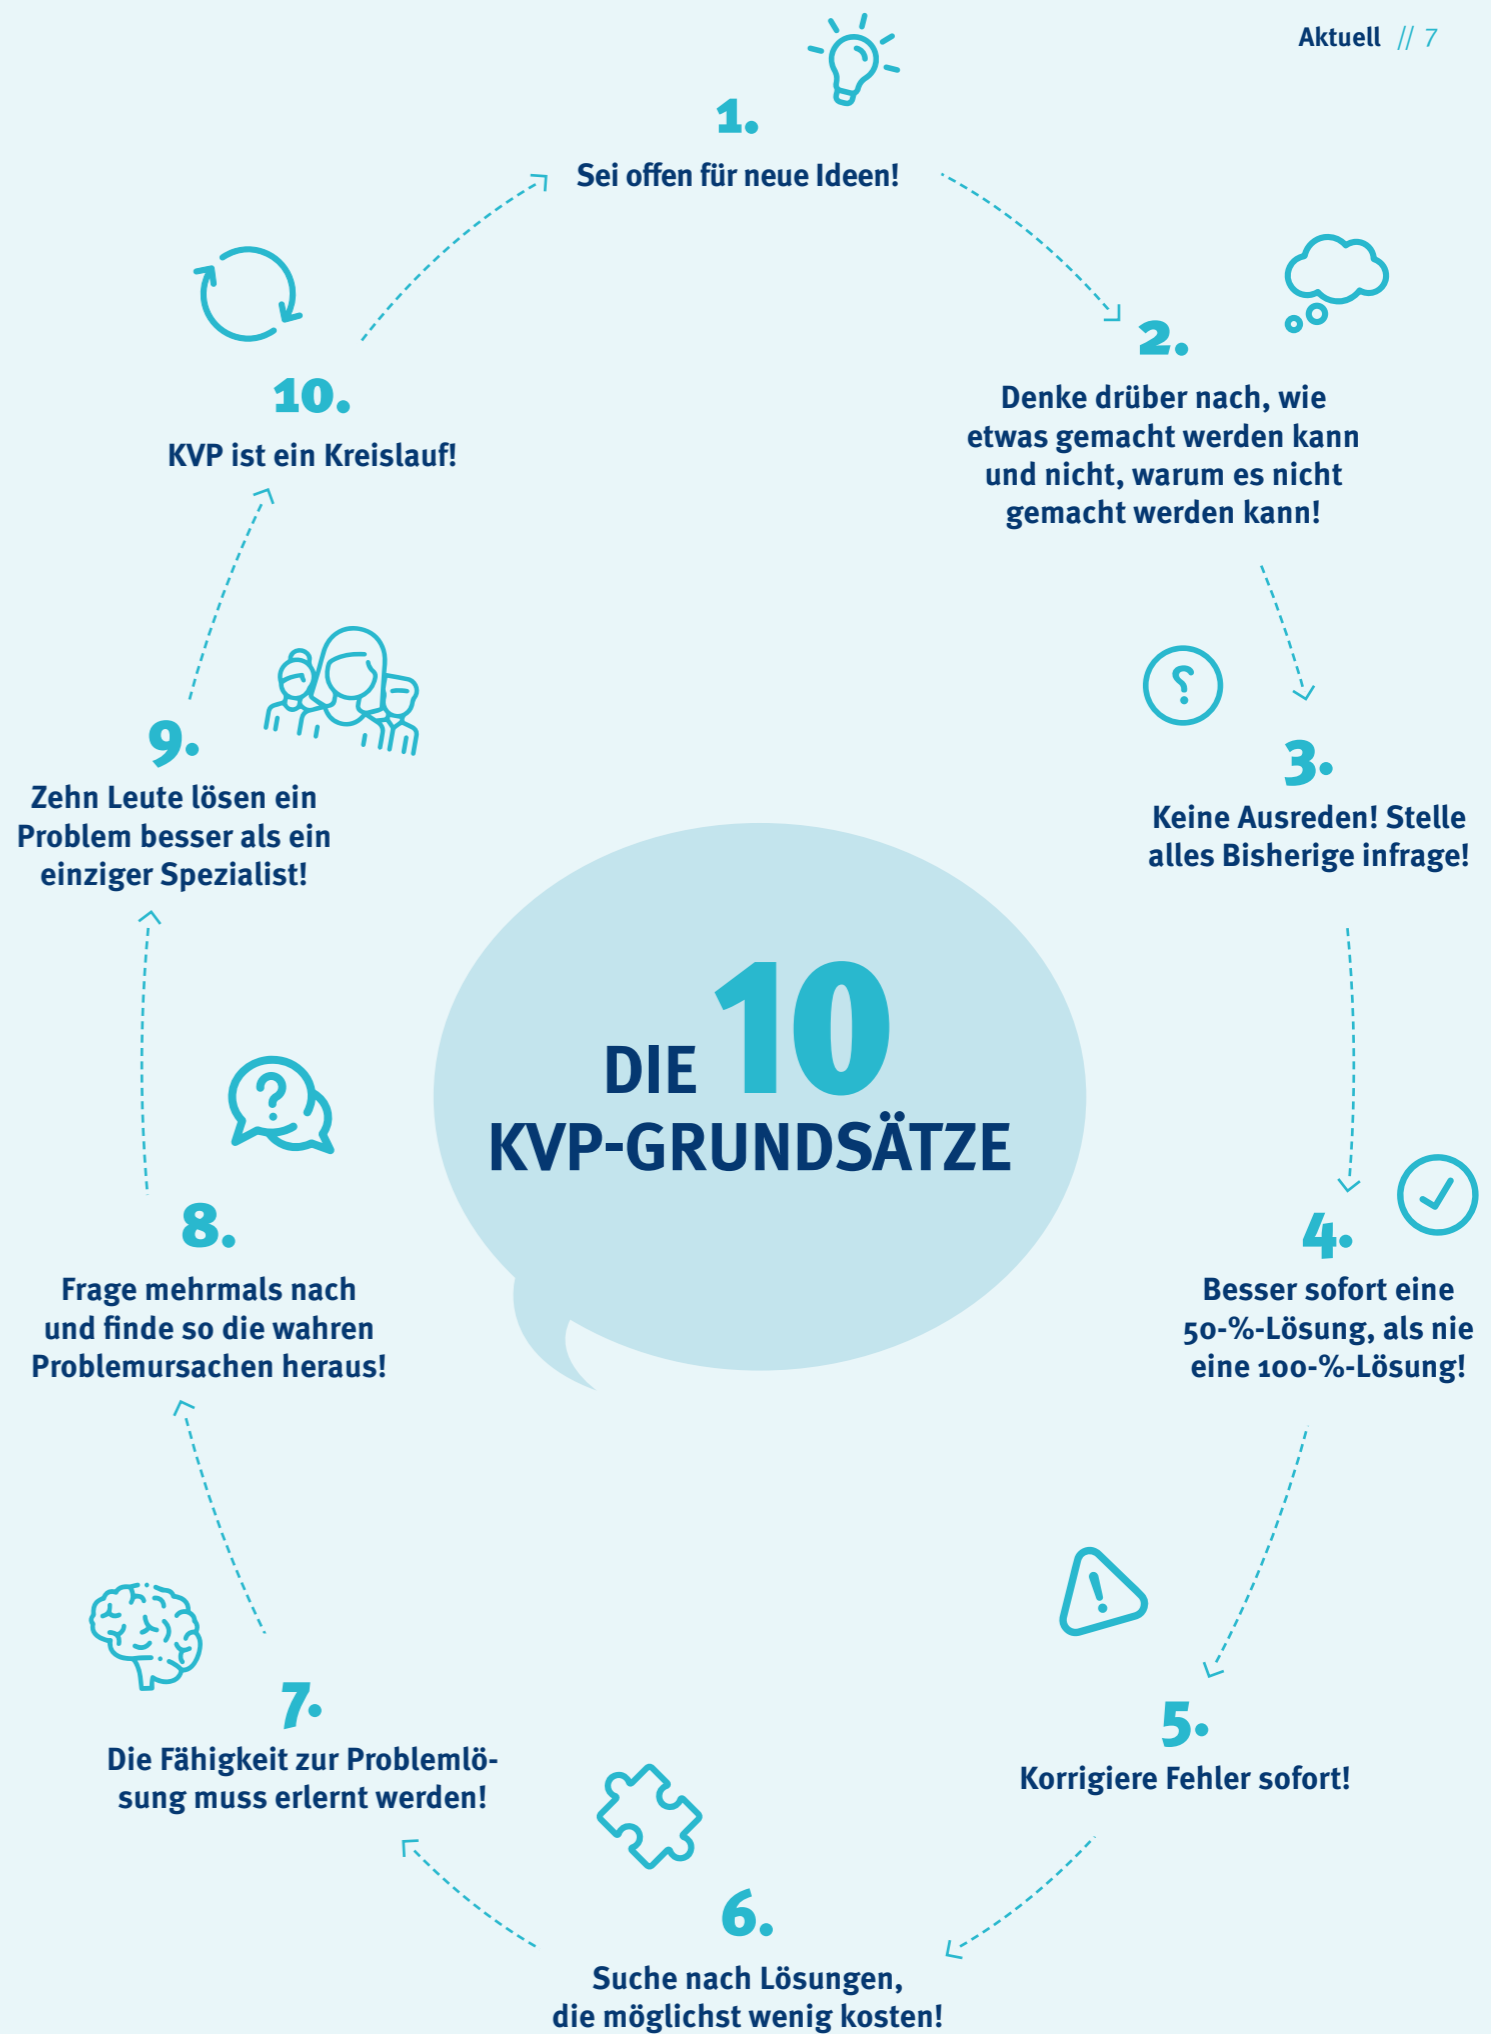 Aktuell // 7
1.
Sei offen für neue Ideen!
2.
Denke drüber nach, wie
etwas gemacht werden kann
und nicht, warum es nicht
gemacht werden kann!
3.
Keine Ausreden! Stelle
alles Bisherige infrage!
4.
Besser sofort eine
50-%-Lösung, als nie
eine 100-%-Lösung!
5.
Korrigiere Fehler sofort!
6.
Suche nach Lösungen,
die möglichst wenig kosten!
7.
Die Fähigkeit zur Problemlö-
sung muss erlernt werden!
8.
Frage mehrmals nach
und finde so die wahren
Problemursachen heraus!
9.
Zehn Leute lösen ein
Problem besser als ein
einziger Spezialist!
10.
KVP ist ein Kreislauf!
DIE 10
KVP-GRUNDSÄTZE